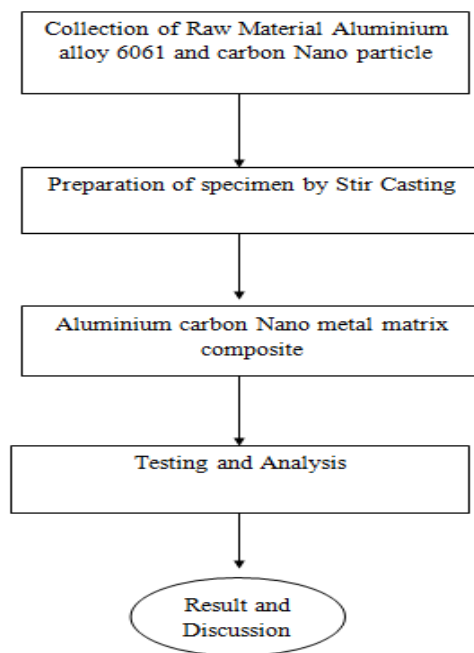 Collection of Raw Material Aluminium
alloy 6061 and carbon Nano particle
Preparation of specimen by Stir Casting
Aluminium carbon Nano metal matrix
composite
Testing and Analysis
Result and
Discussion